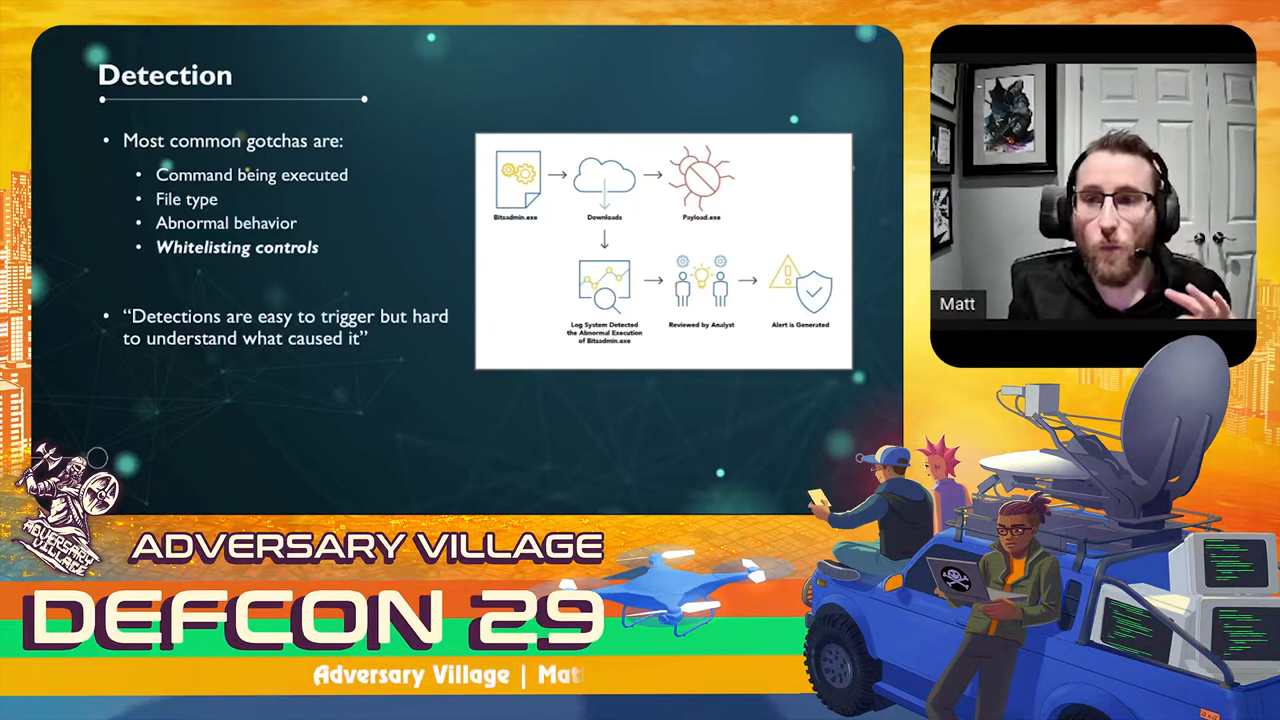 Detection
• Most common gotchas are:
• Command being executed
• File type
• Abnormal behavior
• Whitelisting controls
• “Detections are easy to trigger but hard
to understand what caused it”
Bitsadmin.exe
Downloads
Payload.exe
Log System Detected
the Abnormal Execution
of Bitsadmin.exe
Reviewed by Analyst
Alert is Generated
Matt
ADVERSARY
VILLAGE
ADVERSARY VILLAGE
DEFCON 29
Adversary Village | Mat